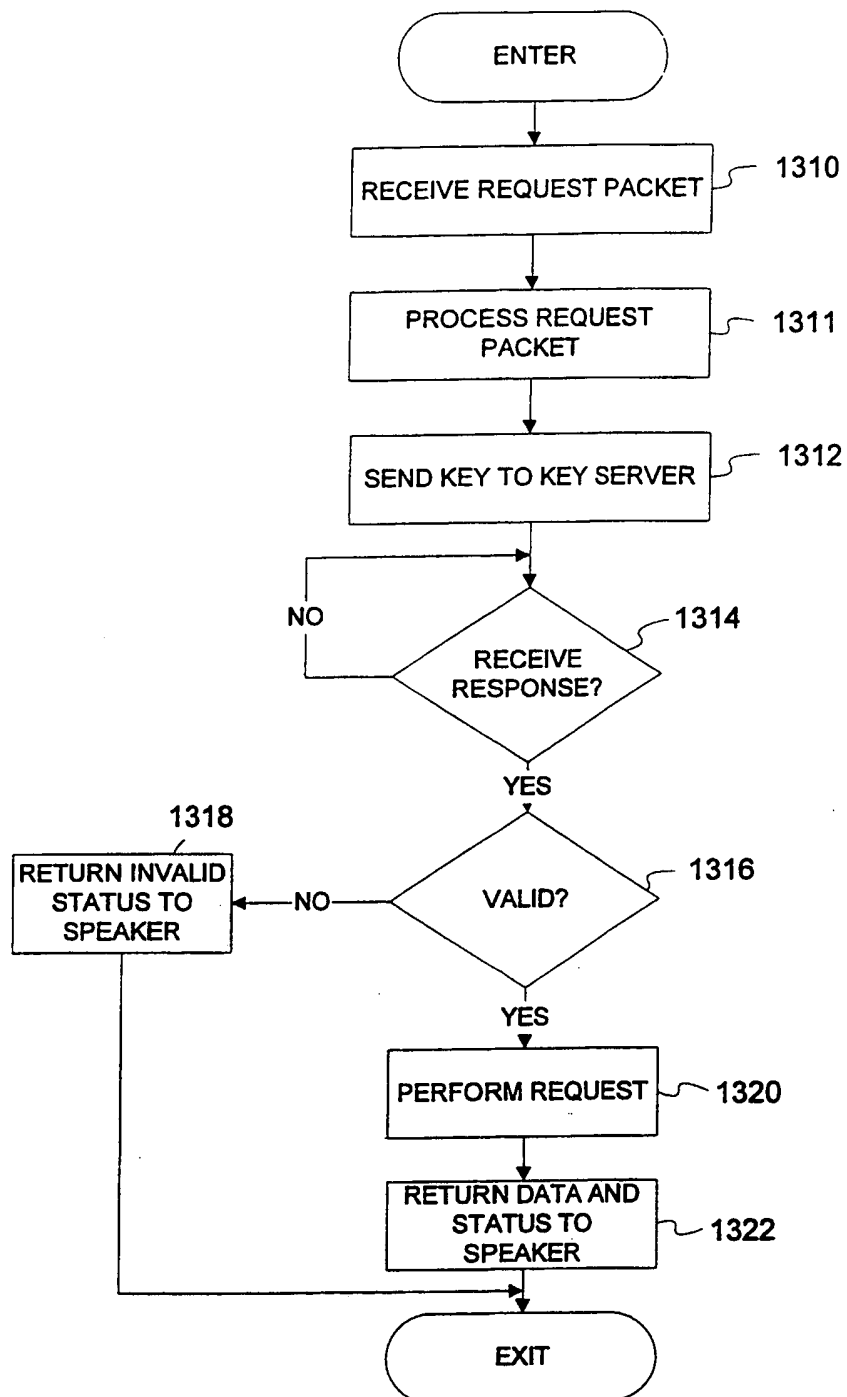 ENTER
RECEIVE REQUEST PACKET
1310
PROCESS REQUEST
PACKET
1311
SEND KEY TO KEY SERVER
1312
NO
RECEIVE
RESPONSE?
1314
YES
1318
RETURN INVALID
STATUS TO
SPEAKER
NO
VALID?
1316
YES
PERFORM REQUEST
1320
RETURN DATA AND
STATUS TO
SPEAKER
1322
EXIT